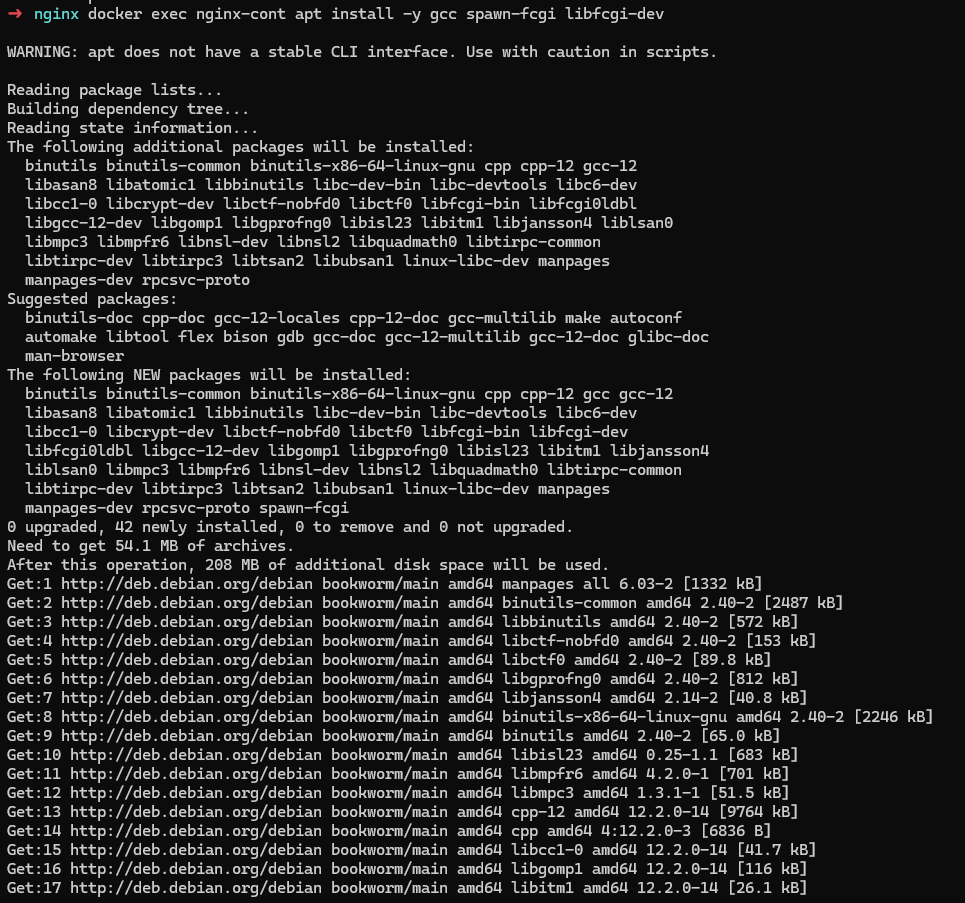 → nginx docker exec nginx-cont apt install -y gcc spawn-fcgi libfcgi-dev
WARNING: apt does not have a stable CLI interface. Use with caution in scripts.
Reading package lists...
Building dependency tree...
Reading state information...
The following additional packages will be installed:
binutils binutils-common binutils-x86-64-linux-gnu cpp cpp-12 gcc-12
libasan8 libatomic1 libbinutils libc-dev-bin libc-devtools libc6-dev
libcc1-0 libcrypt-dev libctf-nobfd0 libctf0 libfcgi-bin libfcgi0ldbl
libgcc-12-dev libgomp1 libgprofng0 libisl23 libitm1 libjansson4 liblsan0
libmpc3 libmpfr6 libnsl-dev libnsl2 libquadmath0 libtirpc-common
libtirpc-dev libtirpc3 libtsan2 libubsan1 linux-libc-dev manpages
manpages-dev rpcsvc-proto
Suggested packages:
binutils-doc cpp-doc gcc-12-locales cpp-12-doc gcc-multilib make autoconf
automake libtool flex bison gdb gcc-doc gcc-12-multilib gcc-12-doc glibc-doc
man-browser
The following NEW packages will be installed:
binutils binutils-common binutils-x86-64-linux-gnu cpp cpp-12 gcc gcc-12
libasan8 libatomic1 libbinutils libc-dev-bin libc-devtools libc6-dev
libcc1-0 libcrypt-dev libctf-nobfd0 libctf0 libfcgi-bin libfcgi-dev
libfcgi0ldbl libgcc-12-dev libgomp1 libgprofng0 libisl23 libitm1 libjansson4
liblsan0 libmpc3 libmpfr6 libnsl-dev libnsl2 libquadmath0 libtirpc-common
libtirpc-dev libtirpc3 libtsan2 libubsan1 linux-libc-dev manpages
manpages-dev rpcsvc-proto spawn-fcgi
0 upgraded, 42 newly installed, 0 to remove and 0 not upgraded.
Need to get 54.1 MB of archives.
After this operation, 208 MB of additional disk space will be used.
Get:1 http://deb.debian.org/debian bookworm/main amd64 manpages all 6.03-2 [1332 kB]
Get:2 http://deb.debian.org/debian bookworm/main amd64 binutils-common amd64 2.40-2 [2487 kB]
Get:3 http://deb.debian.org/debian bookworm/main amd64 libbinutils amd64 2.40-2 [572 kB]
Get:4 http://deb.debian.org/debian bookworm/main amd64 libctf-nobfd0 amd64 2.40-2 [153 kB]
Get:5 http://deb.debian.org/debian bookworm/main amd64 libctf0 amd64 2.40-2 [89.8 kB]
Get:6 http://deb.debian.org/debian bookworm/main amd64 libgprofng0 amd64 2.40-2 [812 kB]
Get:7 http://deb.debian.org/debian bookworm/main amd64 libjansson4 amd64 2.14-2 [40.8 kB]
Get:8 http://deb.debian.org/debian bookworm/main amd64 binutils-x86-64-linux-gnu amd64 2.40-2 [2246 kB]
Get:9 http://deb.debian.org/debian bookworm/main amd64 binutils amd64 2.40-2 [65.0 kB]
Get:10 http://deb.debian.org/debian bookworm/main amd64 libisl23 amd64 0.25-1.1 [683 kB]
Get:11 http://deb.debian.org/debian bookworm/main amd64 libmpfr6 amd64 4.2.0-1 [701 kB]
Get:12 http://deb.debian.org/debian bookworm/main amd64 libmpc3 amd64 1.3.1-1 [51.5 kB]
Get:13 http://deb.debian.org/debian bookworm/main amd64 cpp-12 amd64 12.2.0-14 [9764 kB]
Get:14 http://deb.debian.org/debian bookworm/main amd64 cpp amd64 4:12.2.0-3 [6836 B]
Get:15 http://deb.debian.org/debian bookworm/main amd64 libcc1-0 amd64 12.2.0-14 [41.7 kB]
Get:16 http://deb.debian.org/debian bookworm/main amd64 libgomp1 amd64 12.2.0-14 [116 kB]
Get:17 http://deb.debian.org/debian bookworm/main amd64 libitm1 amd64 12.2.0-14 [26.1 kB]